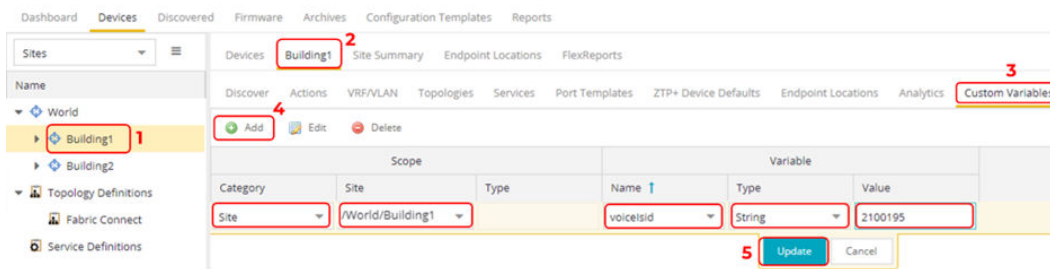 Dashboard Devices Discovered Firmware Archives Configuration Templates Reports
Sites
Devices Building1 2 Site Summary Endpoint Locations FlexReports
Name
3
Discover Actions VRF/VLAN Topologies Services Port Templates ZTP+ Device Defaults Endpoint Locations Analytics Custom Variables
World
4
Add Edit Delete
Building1 1
Building2
Scope Variable
Topology Definitions
Category Site Type Name Type Value
Fabric Connect
Site /World/Building1 voiceIsid String 2100195
Service Definitions
5 Update Cancel